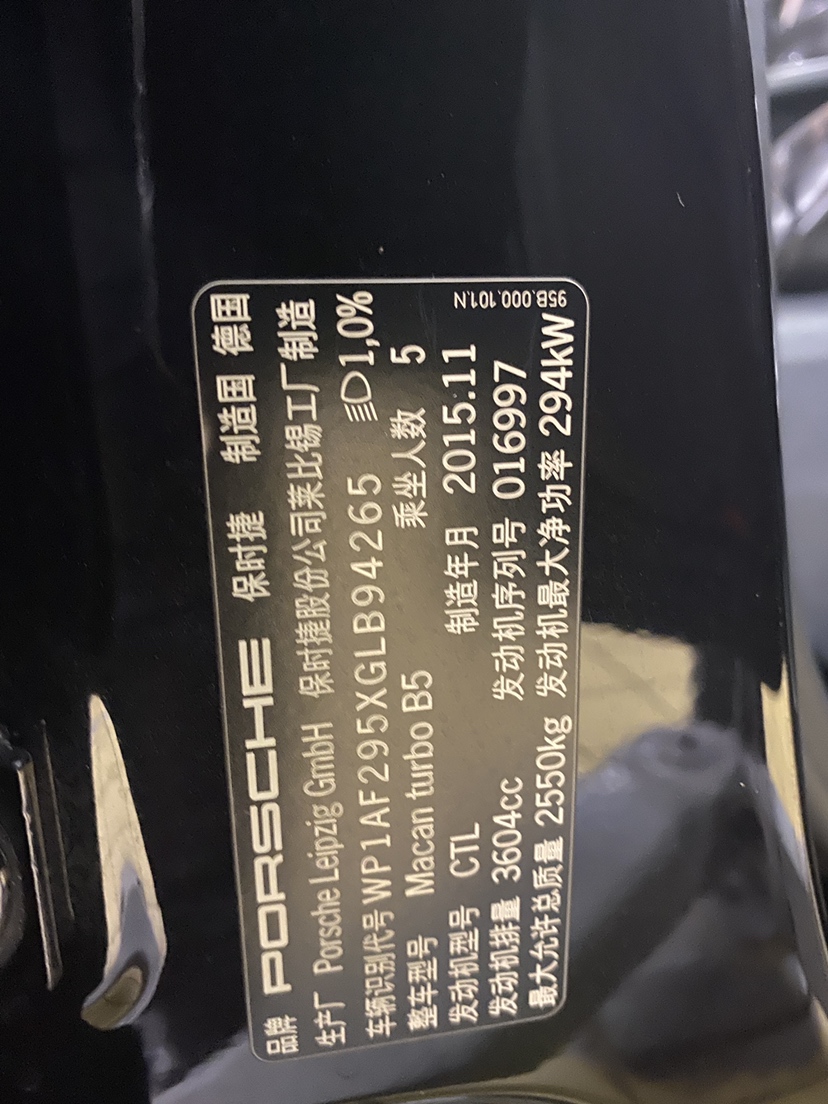 品牌 PORSCHE 保时捷 制造国 德国
生产厂 Porsche Leipzig GmbH 保时捷股份公司莱比锡工厂制造
车辆识别代号 WP1AF295XGLB94265 1,0%
整车型号 Macan turbo B5 乘坐人数 5
发动机型号 CTL 制造年月 2015.11
发动机排量 3604cc 发动机序列号 016997
最大允许总质量 2550kg 发动机最大净功率 294kW
95B.000.101.N